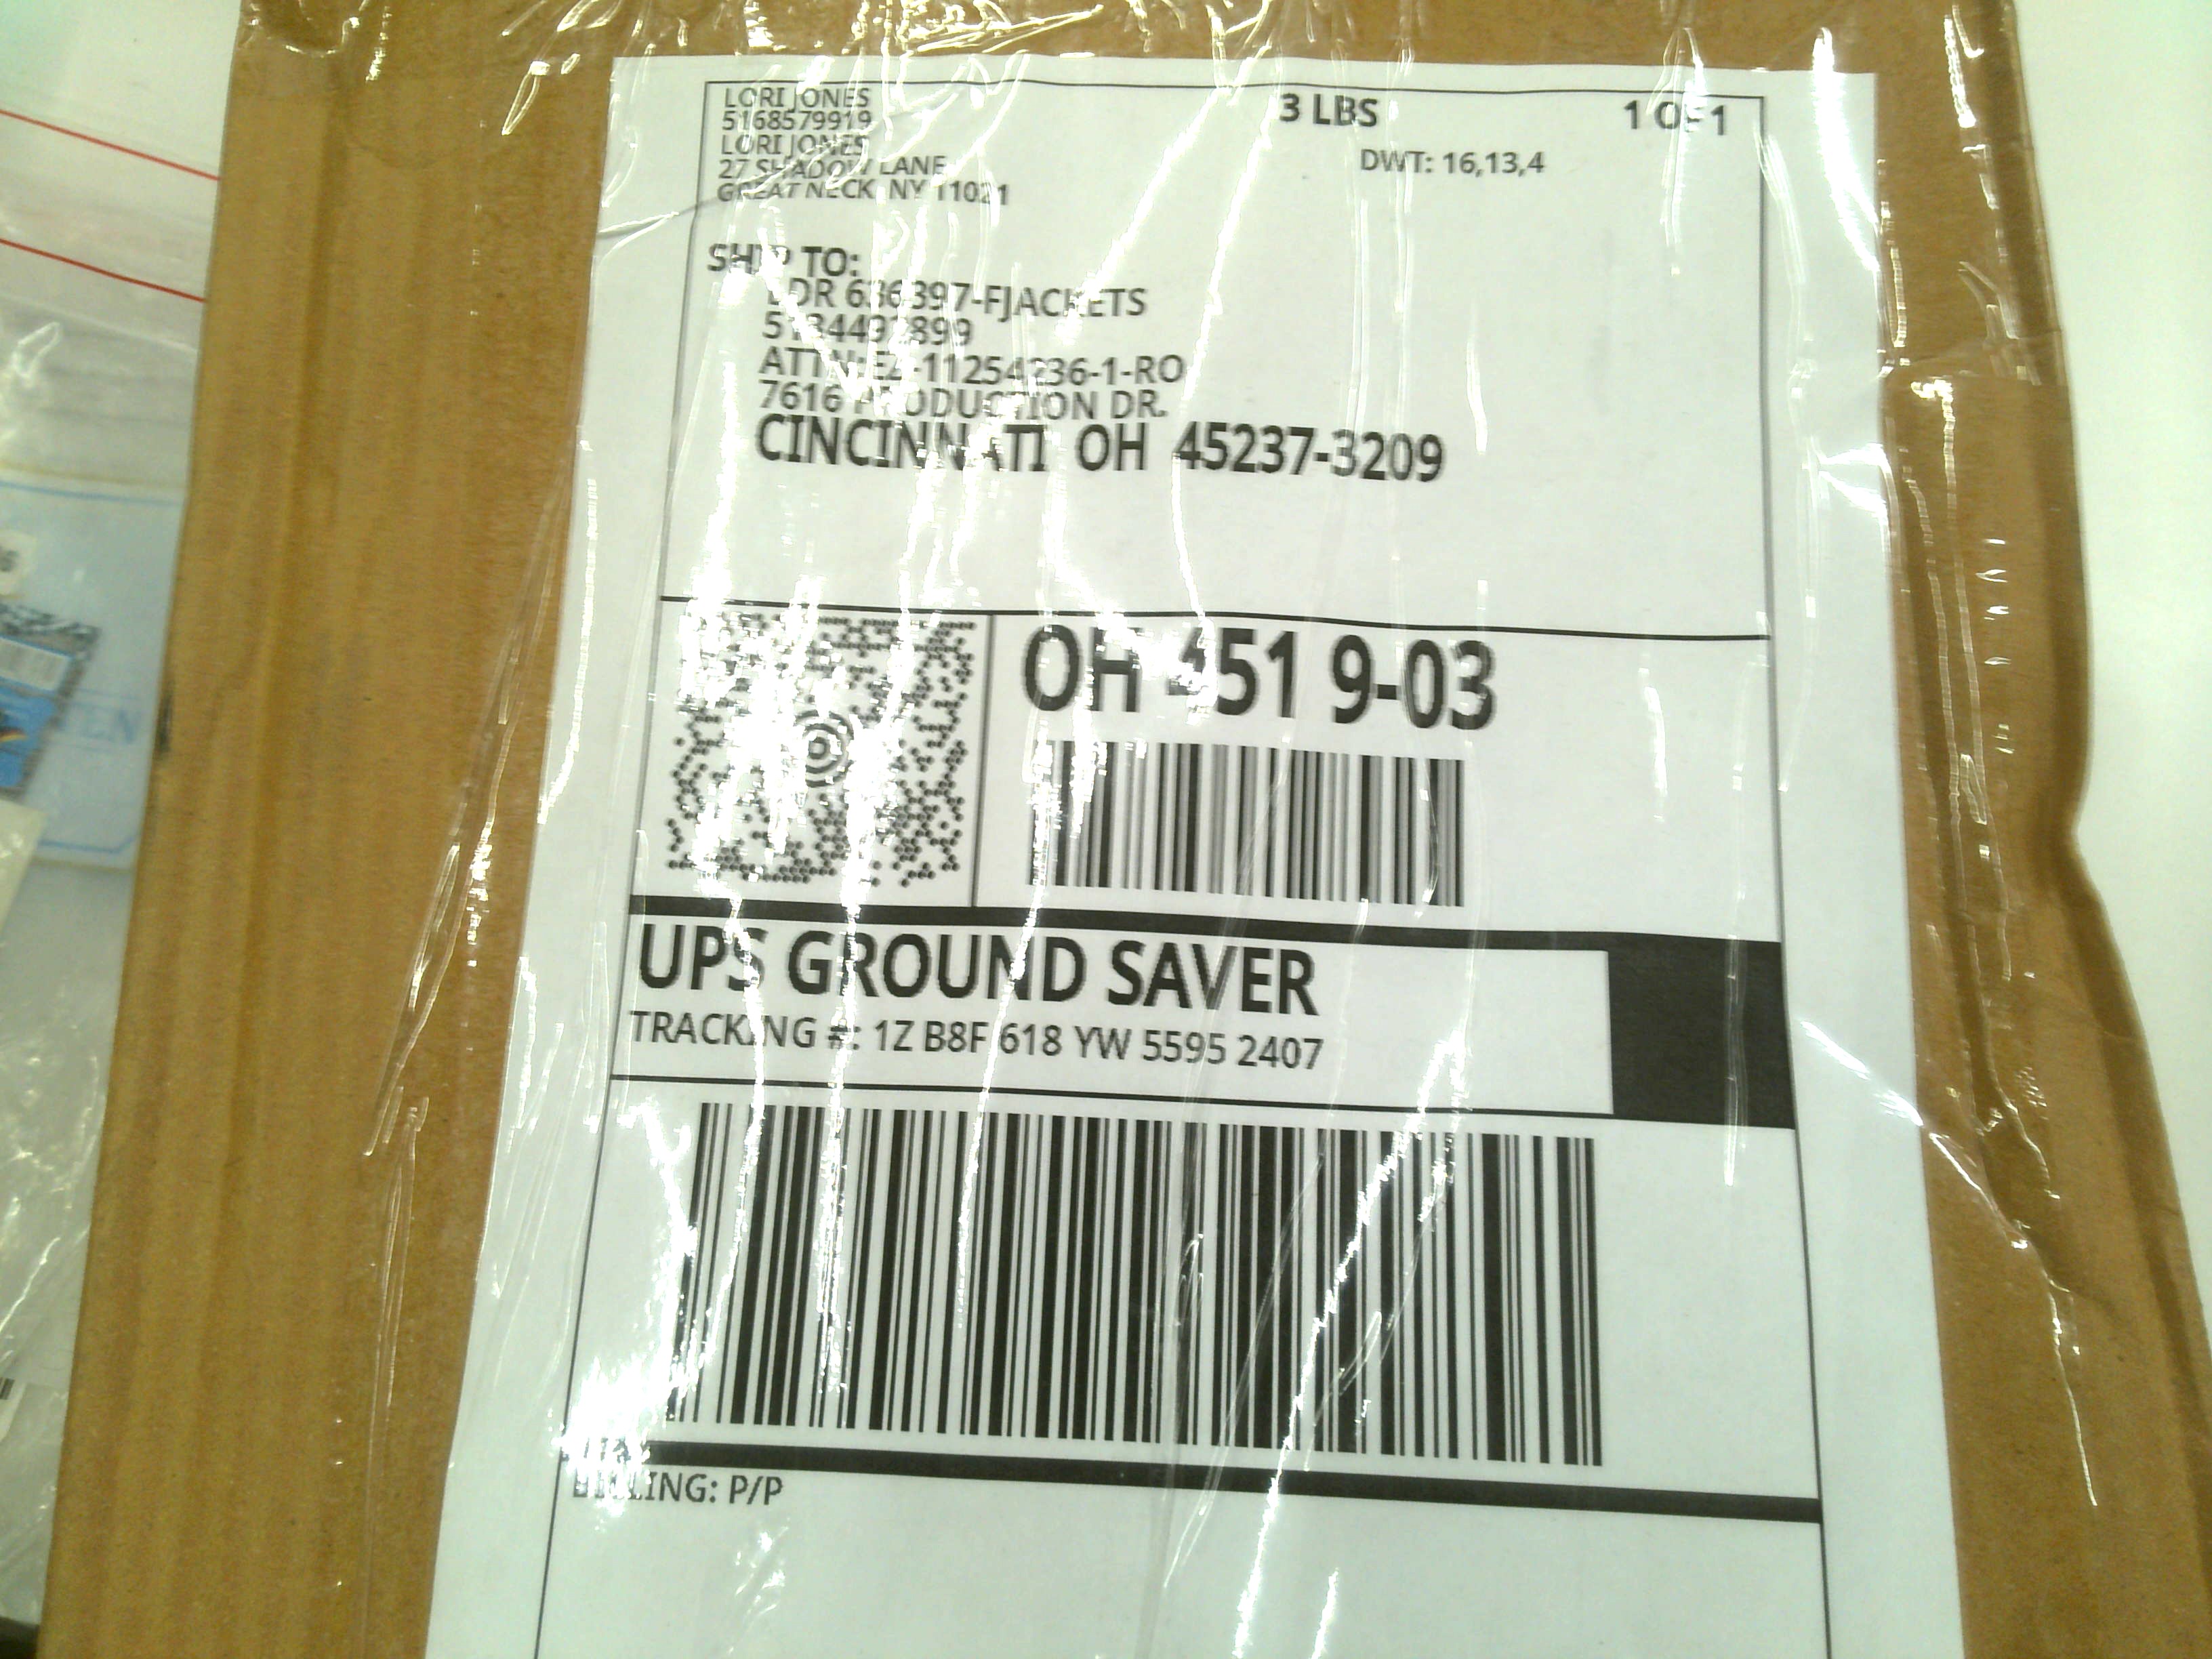 LORI JONES
5168579919
LORI JONES
27 SHADOW LANE
GREAT NECK NY 11021
3 LBS
1 OF 1
DWT: 16,13,4
SHIP TO:
636397-FJACKETS
ATTN:EZ-11254236-1-RO
7616 PRODUCTION DR.
CINCINNATI OH 45237-3209
OH 451 9-03
UPS GROUND SAVER
TRACKING #: 1Z B8F 618 YW 5595 2407
BILLING: P/P